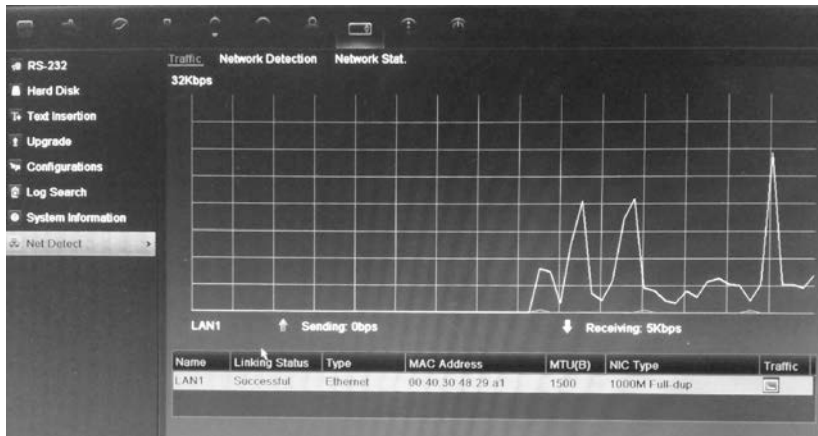 Traffic Network Detection Network Stat.
32Kbps
RS-232
Hard Disk
Text Insertion
Upgrade
Configurations
Log Search
System Information
Net Detect >
LAN1 Sending: 0bps Receiving: 5Kbps
Name Linking Status Type MAC Address MTU(B) NIC Type Traffic
LAN1 Successful Ethernet 00 40 30 48 29 a1 1500 1000M Full-dup